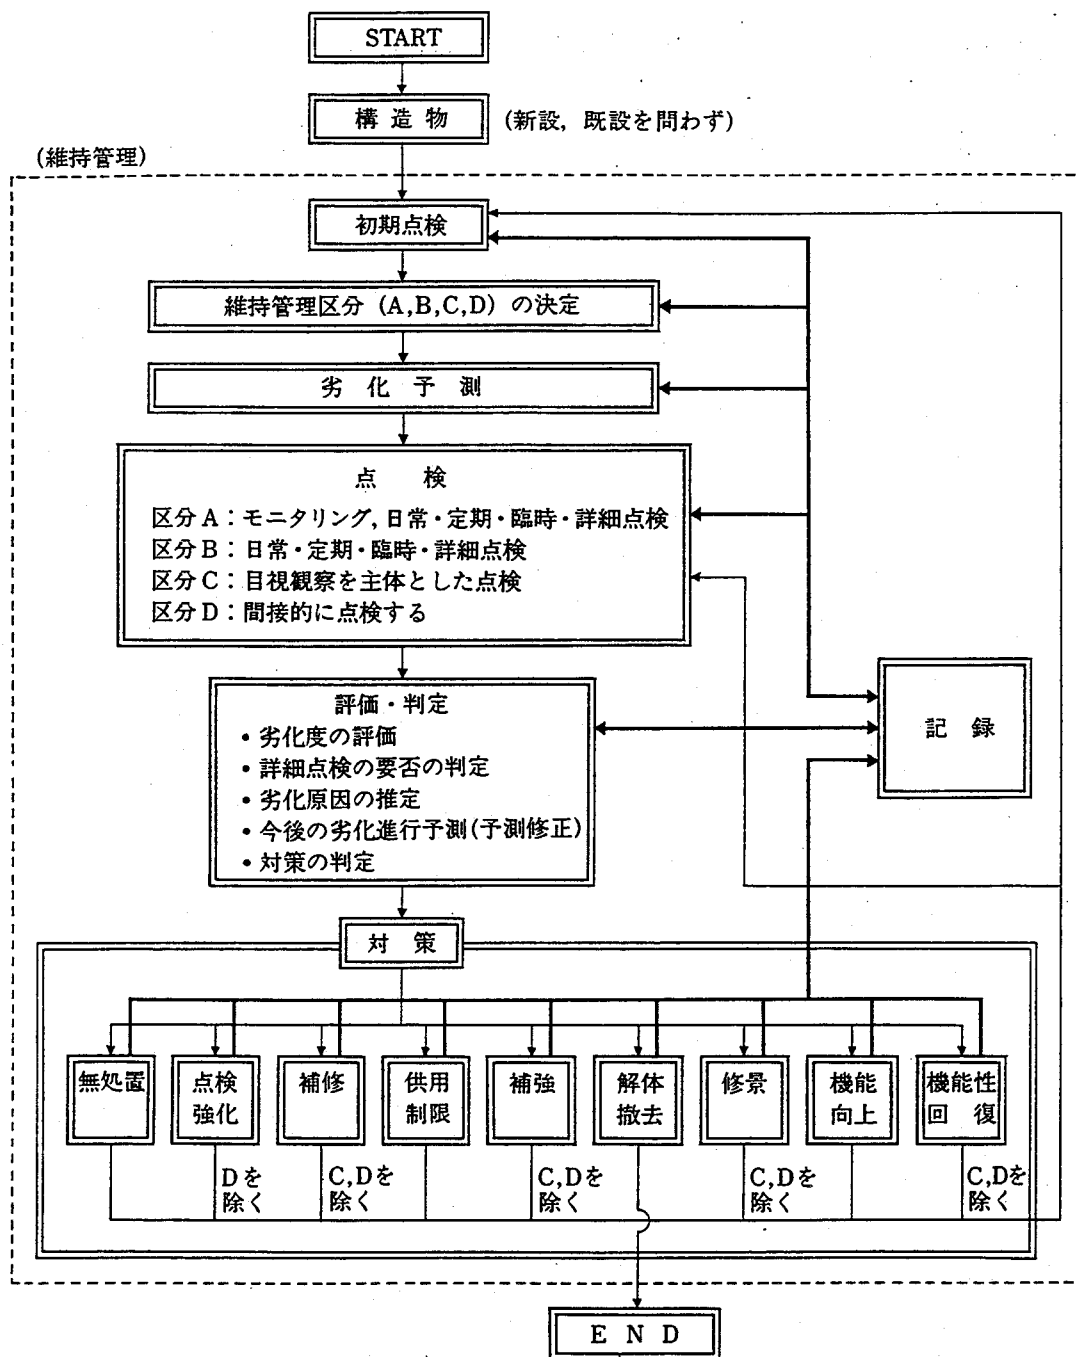 START
構造物 (新設,既設を問わず)
(維持管理)
初期点検
維持管理区分 (A,B,C,D) の決定
劣化予測
点検
区分A:モニタリング,日常・定期・臨時・詳細点検
区分B:日常・定期・臨時・詳細点検
区分C:目視観察を主体とした点検
区分D:間接的に点検する
評価・判定
・劣化度の評価
・詳細点検の要否の判定
・劣化原因の推定
・今後の劣化進行予測(予測修正)
・対策の判定
記録
対策
無処置
点検
強化
補修
供用
制限
補強
解体
撤去
修景
機能
向上
機能性
回復
Dを
除く
C,Dを
除く
C,Dを
除く
C,Dを
除く
C,Dを
除く
END